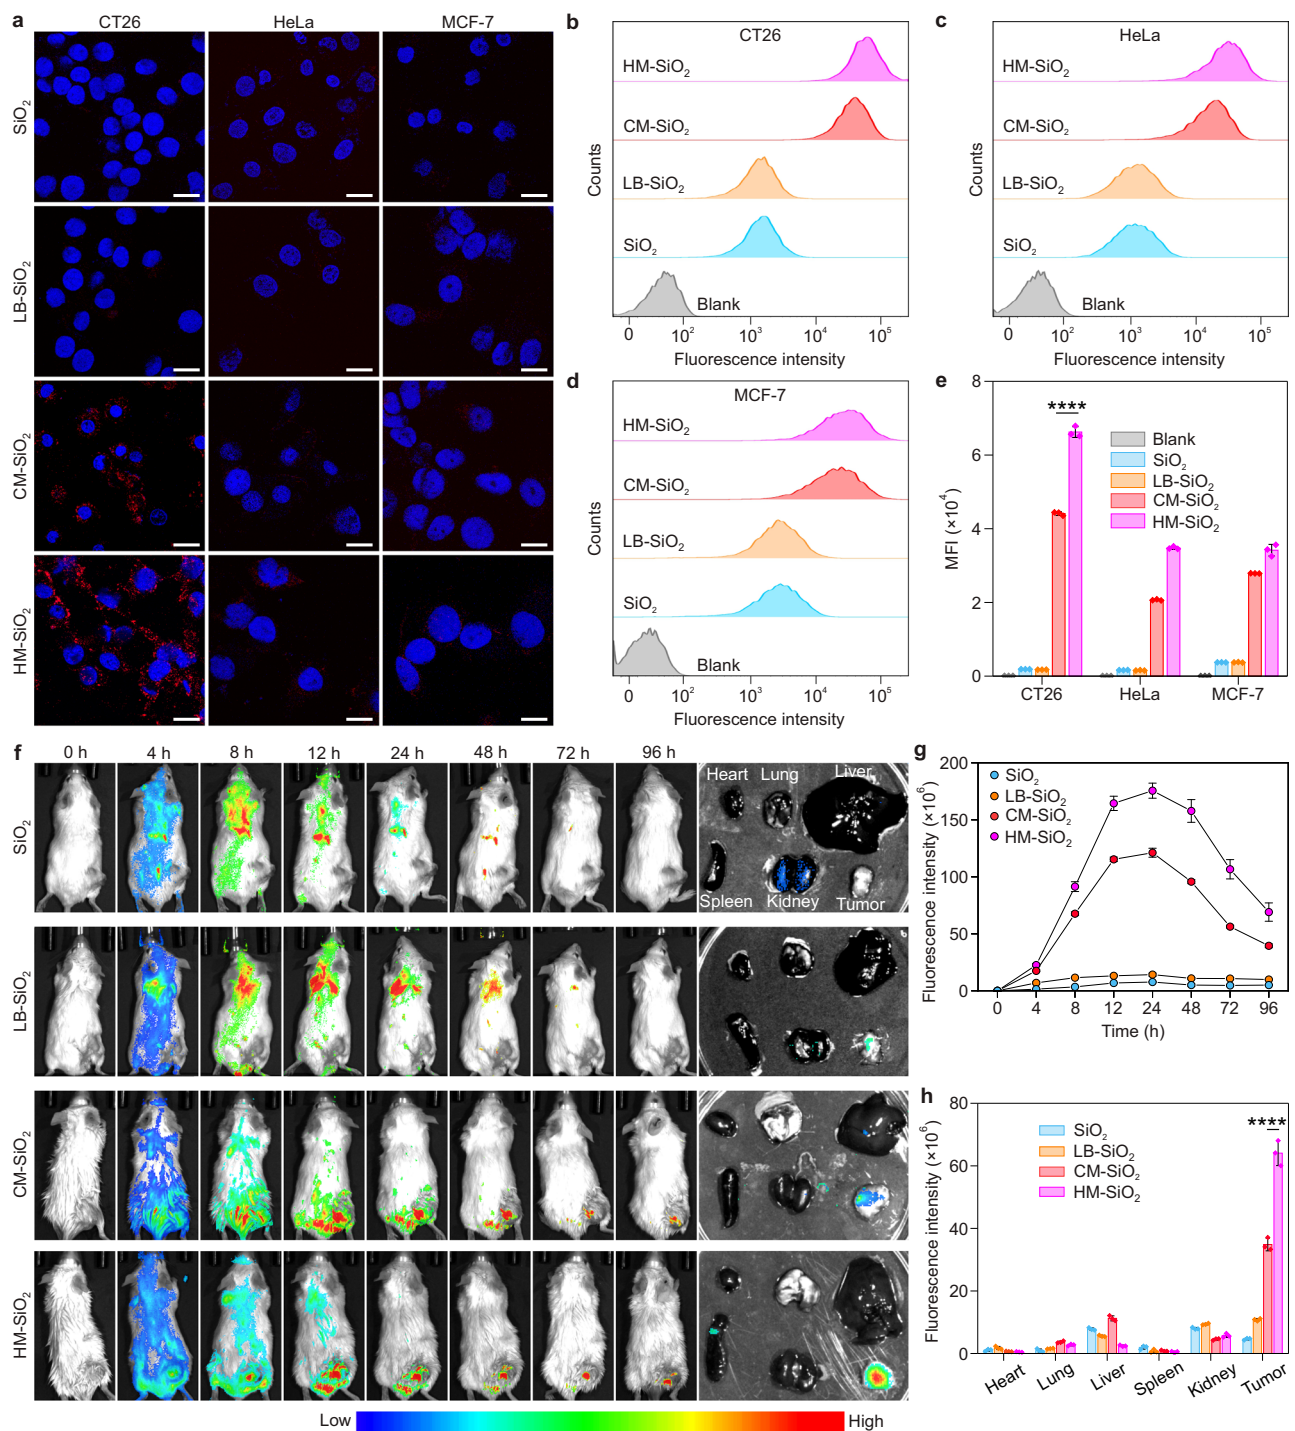 a
CT26 HeLa MCF-7
SiO2
LB-SiO2
CM-SiO2
HM-SiO2
b
CT26
HM-SiO2
CM-SiO2
LB-SiO2
SiO2
Blank
Counts
0 10^2 10^3 10^4 10^5
Fluorescence intensity
c
HeLa
HM-SiO2
CM-SiO2
LB-SiO2
SiO2
Blank
Counts
0 10^2 10^3 10^4 10^5
Fluorescence intensity
d
MCF-7
HM-SiO2
CM-SiO2
LB-SiO2
SiO2
Blank
Counts
0 10^2 10^3 10^4 10^5
Fluorescence intensity
e
8
6
4
2
0
MFI (×10^4)
****
Blank
SiO2
LB-SiO2
CM-SiO2
HM-SiO2
CT26 HeLa MCF-7
f
0 h 4 h 8 h 12 h 24 h 48 h 72 h 96 h
SiO2
LB-SiO2
CM-SiO2
HM-SiO2
Heart Lung Liver
Spleen Kidney Tumor
Low High
g
200
150
100
50
0
Fluorescence intensity (×10^6)
SiO2
LB-SiO2
CM-SiO2
HM-SiO2
0 4 8 12 24 48 72 96
Time (h)
h
80
60
40
20
0
Fluorescence intensity (×10^6)
SiO2
LB-SiO2
CM-SiO2
HM-SiO2
****
Heart Lung Liver Spleen Kidney Tumor